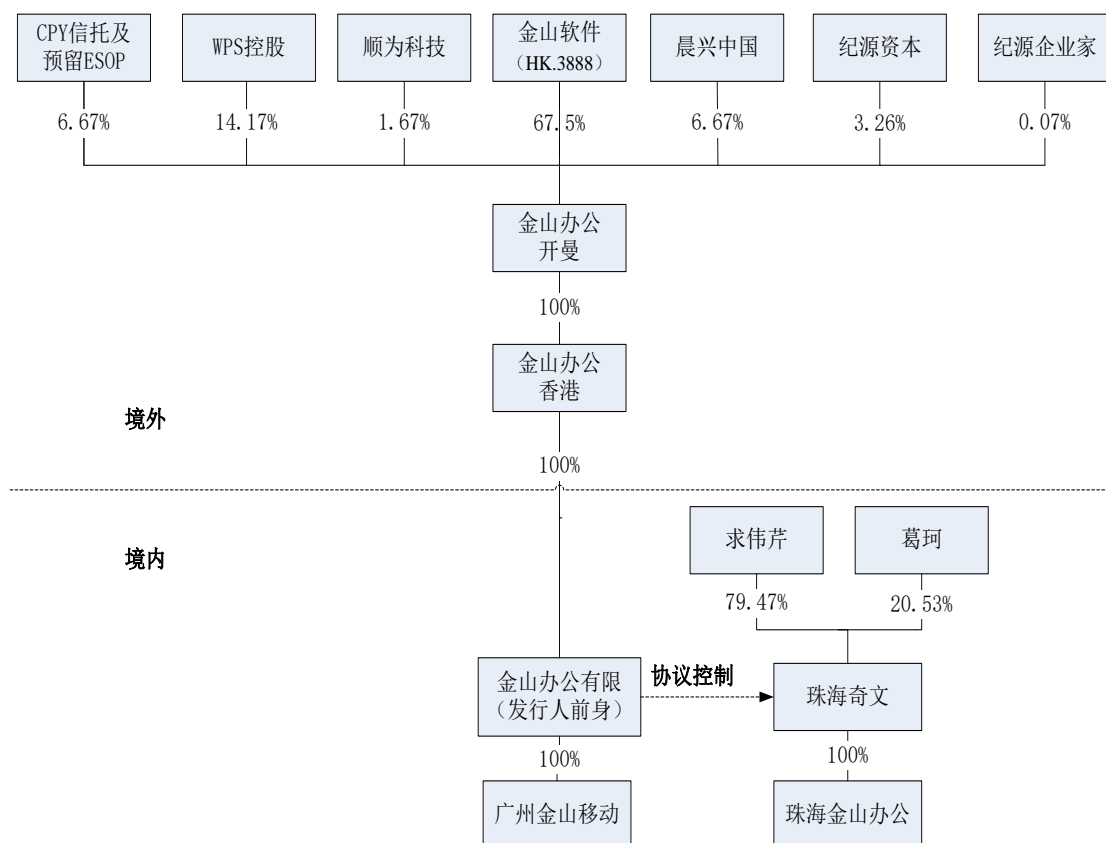 CPY信托及
预留ESOP
WPS控股
顺为科技
金山软件
（HK.3888）
晨兴中国
纪源资本
纪源企业家
6.67%
14.17%
1.67%
67.5%
6.67%
3.26%
0.07%
金山办公
开曼
100%
金山办公
香港
境外
100%
境内
求伟芹
葛珂
79.47%
20.53%
金山办公有限
（发行人前身）
协议控制
珠海奇文
100%
100%
广州金山移动
珠海金山办公